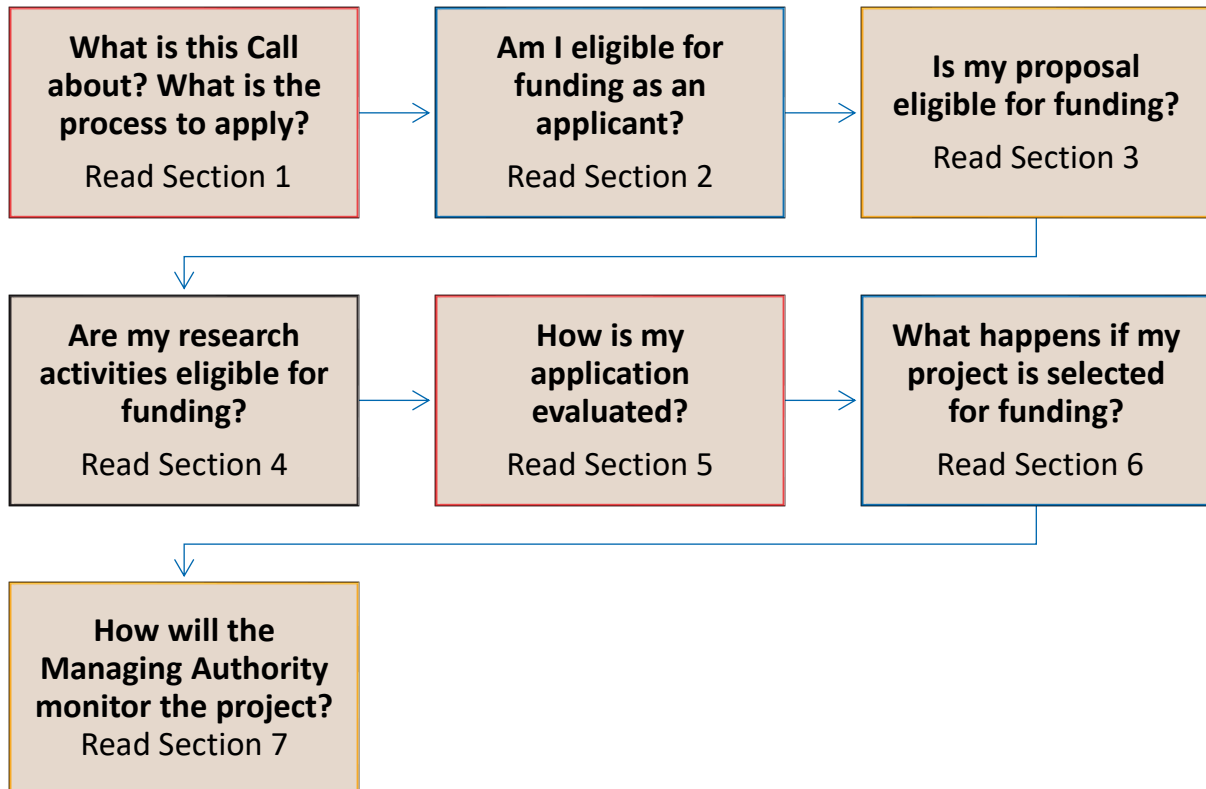 What is this Call
about? What is the
process to apply?
Read Section 1
Am I eligible for
funding as an
applicant?
Read Section 2
Is my proposal
eligible for funding?
Read Section 3
Are my research
activities eligible for
funding?
Read Section 4
How is my
application
evaluated?
Read Section 5
What happens if my
project is selected
for funding?
Read Section 6
How will the
Managing Authority
monitor the project?
Read Section 7